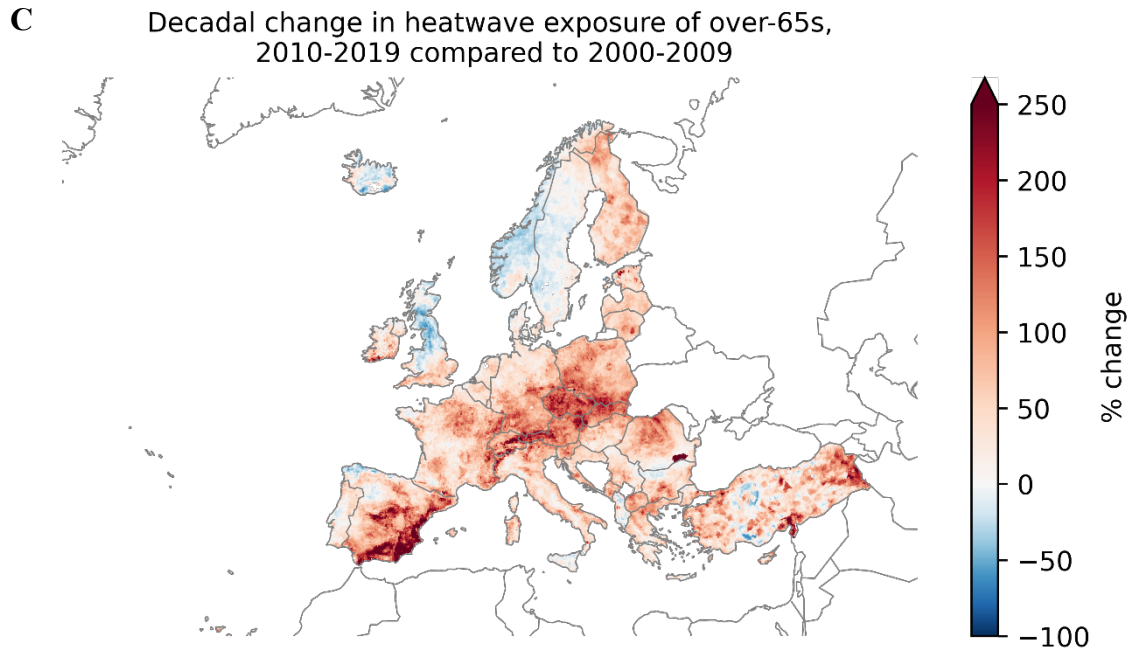 C
Decadal change in heatwave exposure of over-65s,
2010-2019 compared to 2000-2009
250
200
150
100
50
0
−50
−100
% change